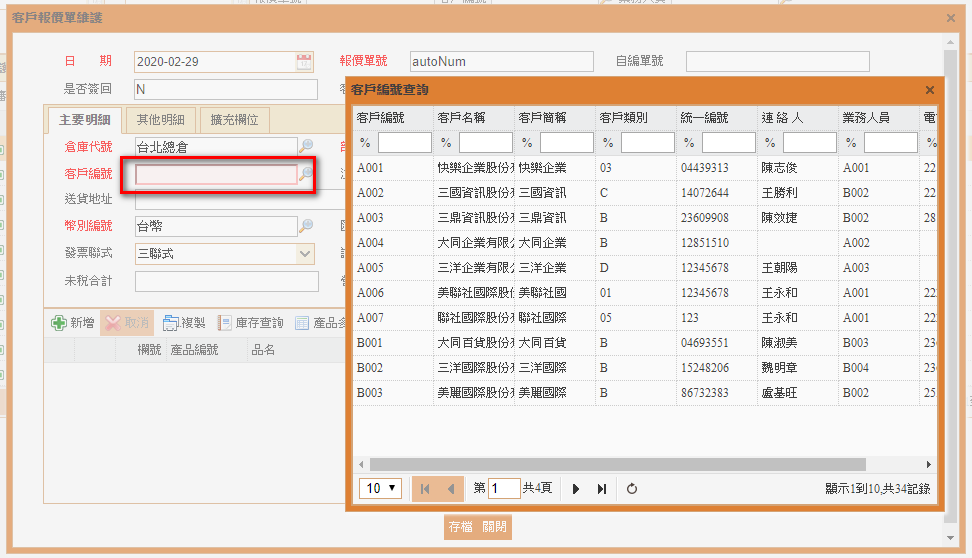 客戶報價單維護
日 期 2020-02-29 報價單號 autoNum 自編單號
是否簽回 N
主要明細 其他明細 擴充欄位
倉庫代號 台北總倉
客戶編號
送貨地址
幣別編號 台幣
發票聯式 三聯式
未稅合計
新增 取消 複製 庫存查詢 產品
欄號 產品編號 品名
客戶編號查詢
客戶編號 客戶名稱 客戶簡稱 客戶類別 統一編號 連 絡 人 業務人員 電
% % % % % % % %
A001 快樂企業股份 快樂企業 03 04439313 陳志俊 A001 22
A002 三國資訊股份 三國資訊 C 14072644 王勝利 B002 22
A003 三鼎資訊股份 三鼎資訊 B 23609908 陳效捷 B002 28
A004 大同企業有限 大同企業 B 12851510 A002
A005 三洋企業有限 三洋企業 D 12345678 王朝陽 A003
A006 美聯社國際股 美聯社國 01 12345678 王永和 A001 22
A007 聯社國際股份 聯社國際 05 123 王永和 A001 22
B001 大同百貨股份 大同百貨 B 04693551 陳淑美 B003 23
B002 三洋國際股份 三洋國際 B 15248206 魏明章 B004 23
B003 美麗國際股份 美麗國際 B 86732383 盧基旺 B002 25
10 第 1 共4頁 顯示1到10,共34記錄
存檔 關閉